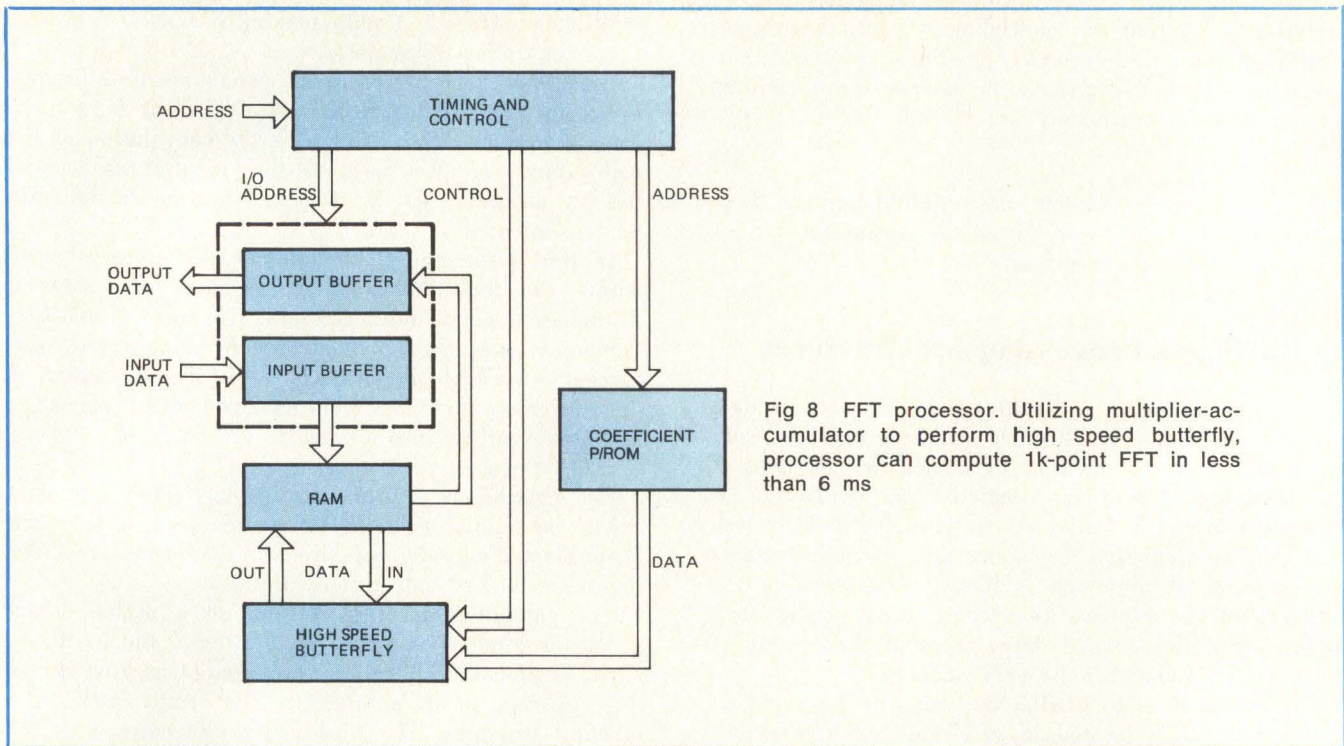 TIMING AND
CONTROL
ADDRESS
I/O
ADDRESS
CONTROL
ADDRESS
OUTPUT
DATA
OUTPUT BUFFER
INPUT
DATA
INPUT BUFFER
COEFFICIENT
P/ROM
RAM
OUT
DATA
IN
DATA
HIGH SPEED
BUTTERFLY
Fig 8 FFT processor. Utilizing multiplier-ac-
cumulator to perform high speed butterfly,
processor can compute 1k-point FFT in less
than 6 ms